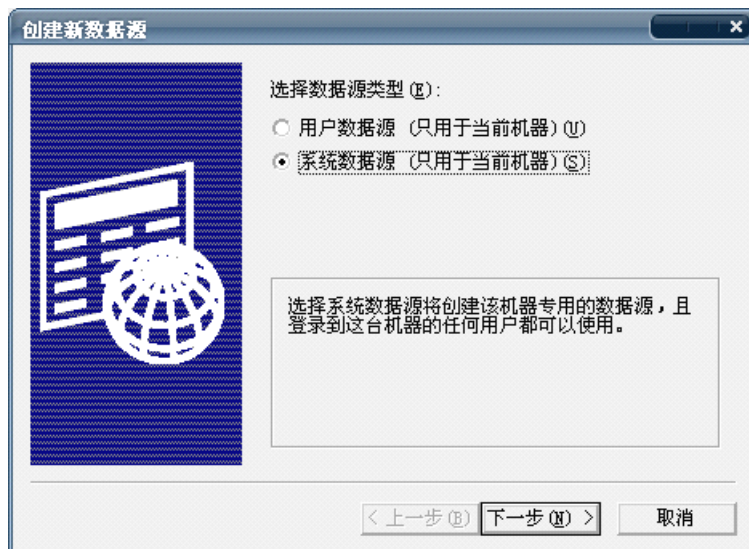 创建新数据源
选择数据源类型(E):
用户数据源 (只用于当前机器)(U)
系统数据源 (只用于当前机器)(S)
选择系统数据源将创建该机器专用的数据源，且
登录到这台机器的任何用户都可以使用。
< 上一步(B)
下一步(N) >
取消